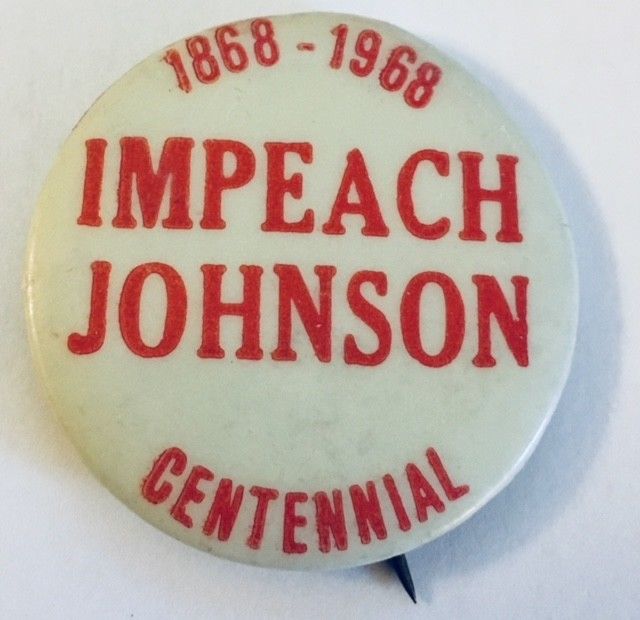 1868 - 1968
IMPEACH
JOHNSON
CENTENNIAL